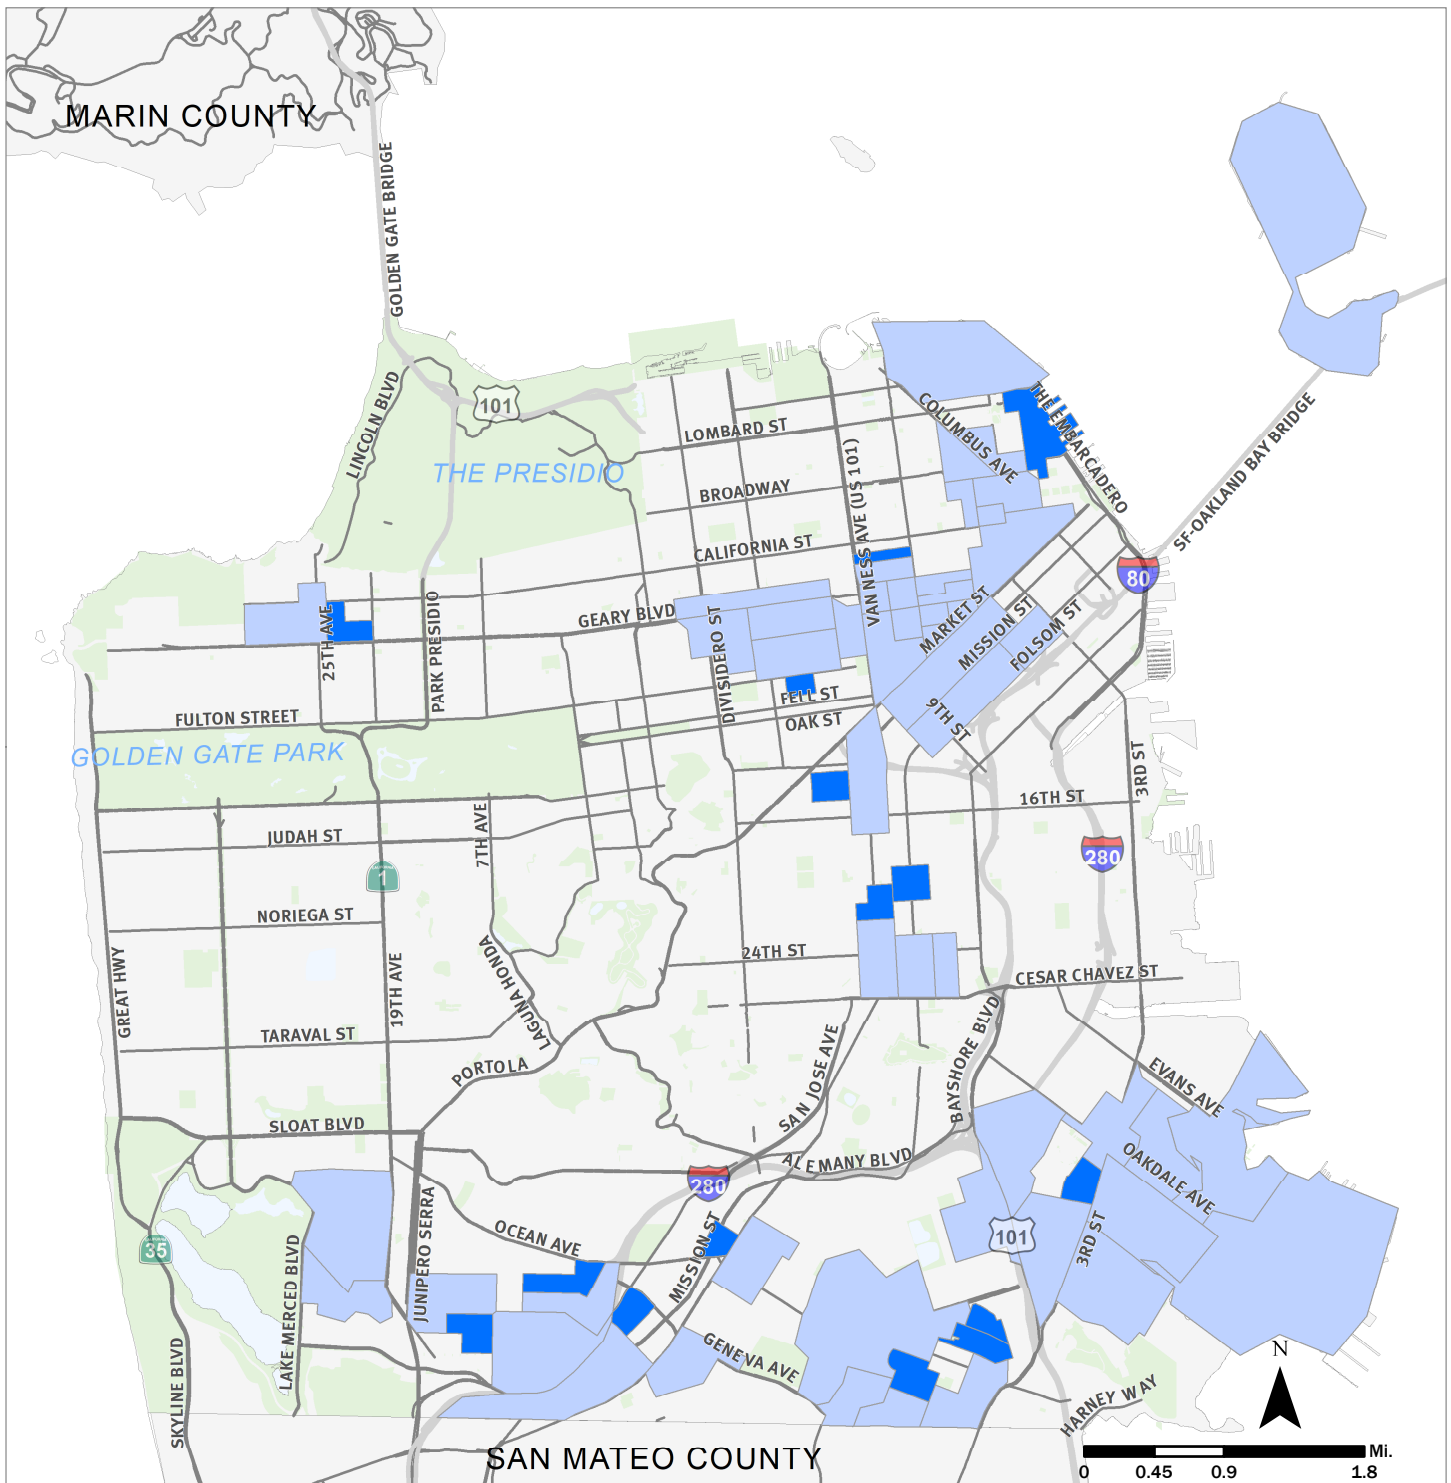 MARIN COUNTY
GOLDEN GATE BRIDGE
LINCOLN BLVD
101
THE PRESIDIO
LOMBARD ST
BROADWAY
CALIFORNIA ST
VAN NESS AVE (US 101)
COLUMBUS AVE
THE EMBARCADERO
SF-OAKLAND BAY BRIDGE
80
25TH AVE
PARK PRESIDIO
GEARY BLVD
DIVISIDERO ST
MARKET ST
MISSION ST
FOLSOM ST
FULTON STREET
FELL ST
OAK ST
9TH ST
GOLDEN GATE PARK
3RD ST
16TH ST
JUDAH ST
7TH AVE
280
1
NORIEGA ST
GREAT HWY
19TH AVE
LAGUNA HONDA
24TH ST
CESAR CHAVEZ ST
TARAVAL ST
PORTOLA
SAN JOSE AVE
BAYSHORE BLVD
EVANS AVE
SLOAT BLVD
ALEMANY BLVD
OAKDALE AVE
280
35
LAKE MERCED BLVD
JUNIPERO SERRA
OCEAN AVE
MISSION ST
101
3RD ST
SKYLINE BLVD
GENEVA AVE
HARNEY WAY
N
SAN MATEO COUNTY
Mi.
0 0.45 0.9 1.8